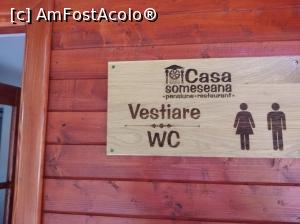 [c] AmFostAcolo®
Casa
someseana
pensiune - restaurant
Vestiare
WC